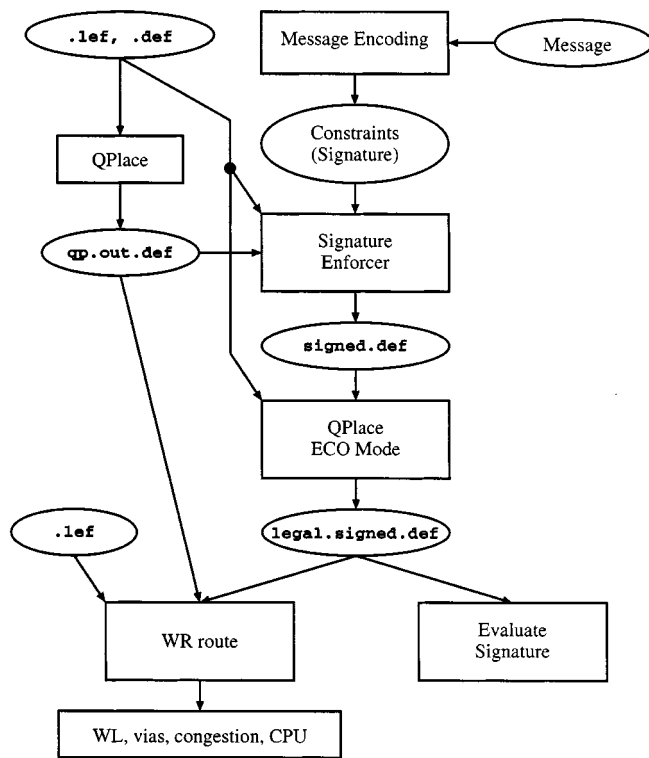 .lef, .def
Message Encoding
Message
Constraints
(Signature)
QPlace
Signature
Enforcer
qp.out.def
signed.def
QPlace
ECO Mode
.lef
legal.signed.def
WR route
Evaluate
Signature
WL, vias, congestion, CPU